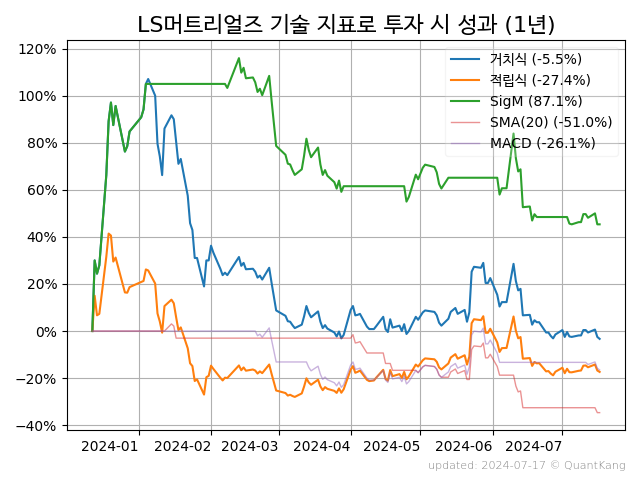 LS머트리얼즈 기술 지표로 투자 시 성과 (1년)
120%
100%
80%
60%
40%
20%
0%
−20%
−40%
거치식 (-5.5%)
적립식 (-27.4%)
SigM (87.1%)
SMA(20) (-51.0%)
MACD (-26.1%)
2024-01 2024-02 2024-03 2024-04 2024-05 2024-06 2024-07
updated: 2024-07-17 © QuantKang